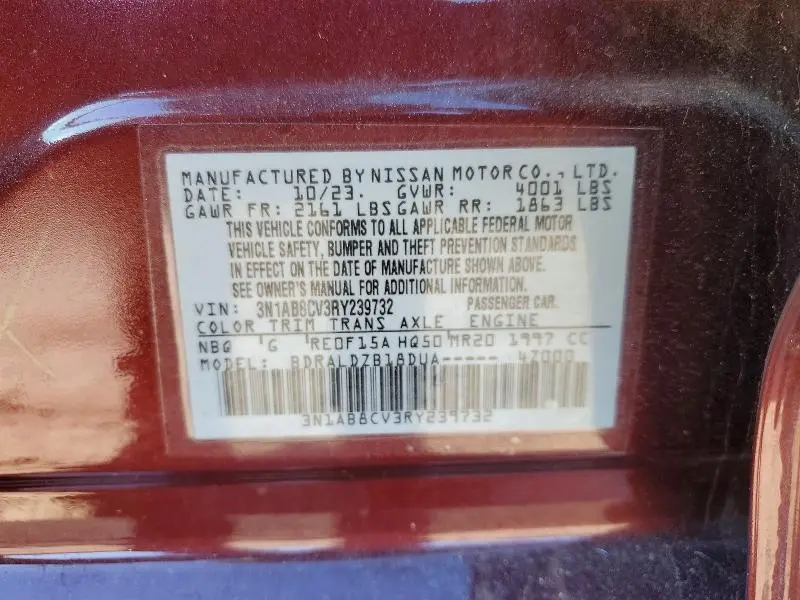 MANUFACTURED BY NISSAN MOTOR CO., LTD.
DATE: 10/23. GVWR: 4001 LBS
GAWR FR: 2161 LBS GAWR RR: 1863 LBS
THIS VEHICLE CONFORMS TO ALL APPLICABLE FEDERAL MOTOR
VEHICLE SAFETY, BUMPER AND THEFT PREVENTION STANDARDS
IN EFFECT ON THE DATE OF MANUFACTURE SHOWN ABOVE.
SEE OWNER'S MANUAL FOR ADDITIONAL INFORMATION.
VIN: 3N1AB8CV3RY239732 PASSENGER CAR.
COLOR TRIM TRANS AXLE ENGINE
NBQ G RE0F15A HQ50 MR20 1997 CC
MODEL: BDRALDZB18DUA----- 47000
3N1AB8CV3RY239732